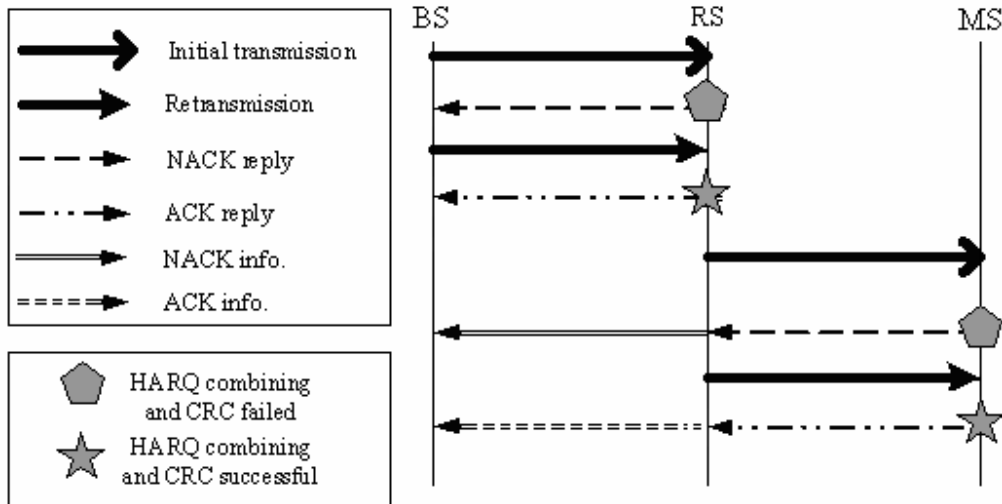 BS
RS
MS
Initial transmission
Retransmission
NACK reply
ACK reply
NACK info.
ACK info.
HARQ combining
and CRC failed
HARQ combining
and CRC successful